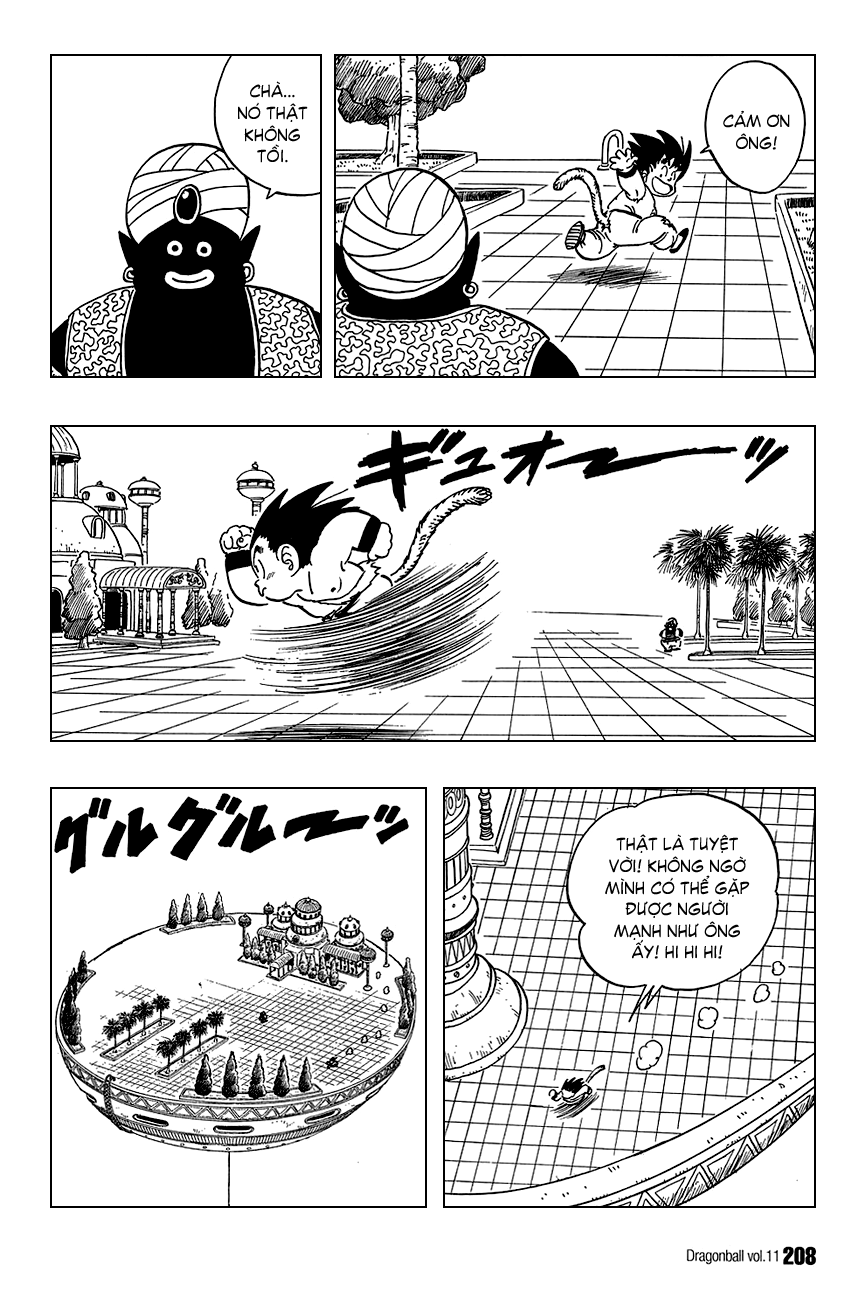 CHÀ...
NÓ THẬT
KHÔNG
TỒI.
CẢM ƠN
ÔNG!
ギュオーーッ
グルグルーーッ
THẬT LÀ TUYỆT
VỜI! KHÔNG NGỜ
MÌNH CÓ THỂ GẶP
ĐƯỢC NGƯỜI
MẠNH NHƯ ÔNG
ẤY! HI HI HI!
Dragonball vol.11 208